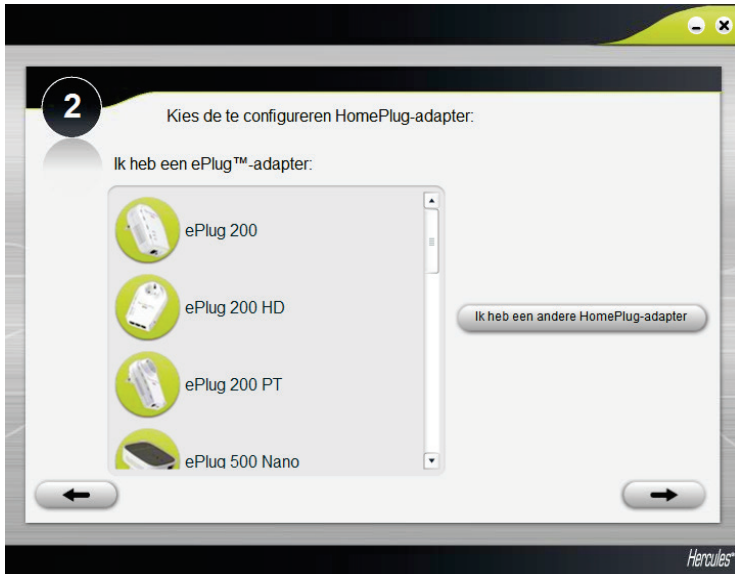 2
Kies de te configureren HomePlug-adapter:
Ik heb een ePlug™-adapter:
ePlug 200
ePlug 200 HD
Ik heb een andere HomePlug-adapter
ePlug 200 PT
ePlug 500 Nano
Hercules